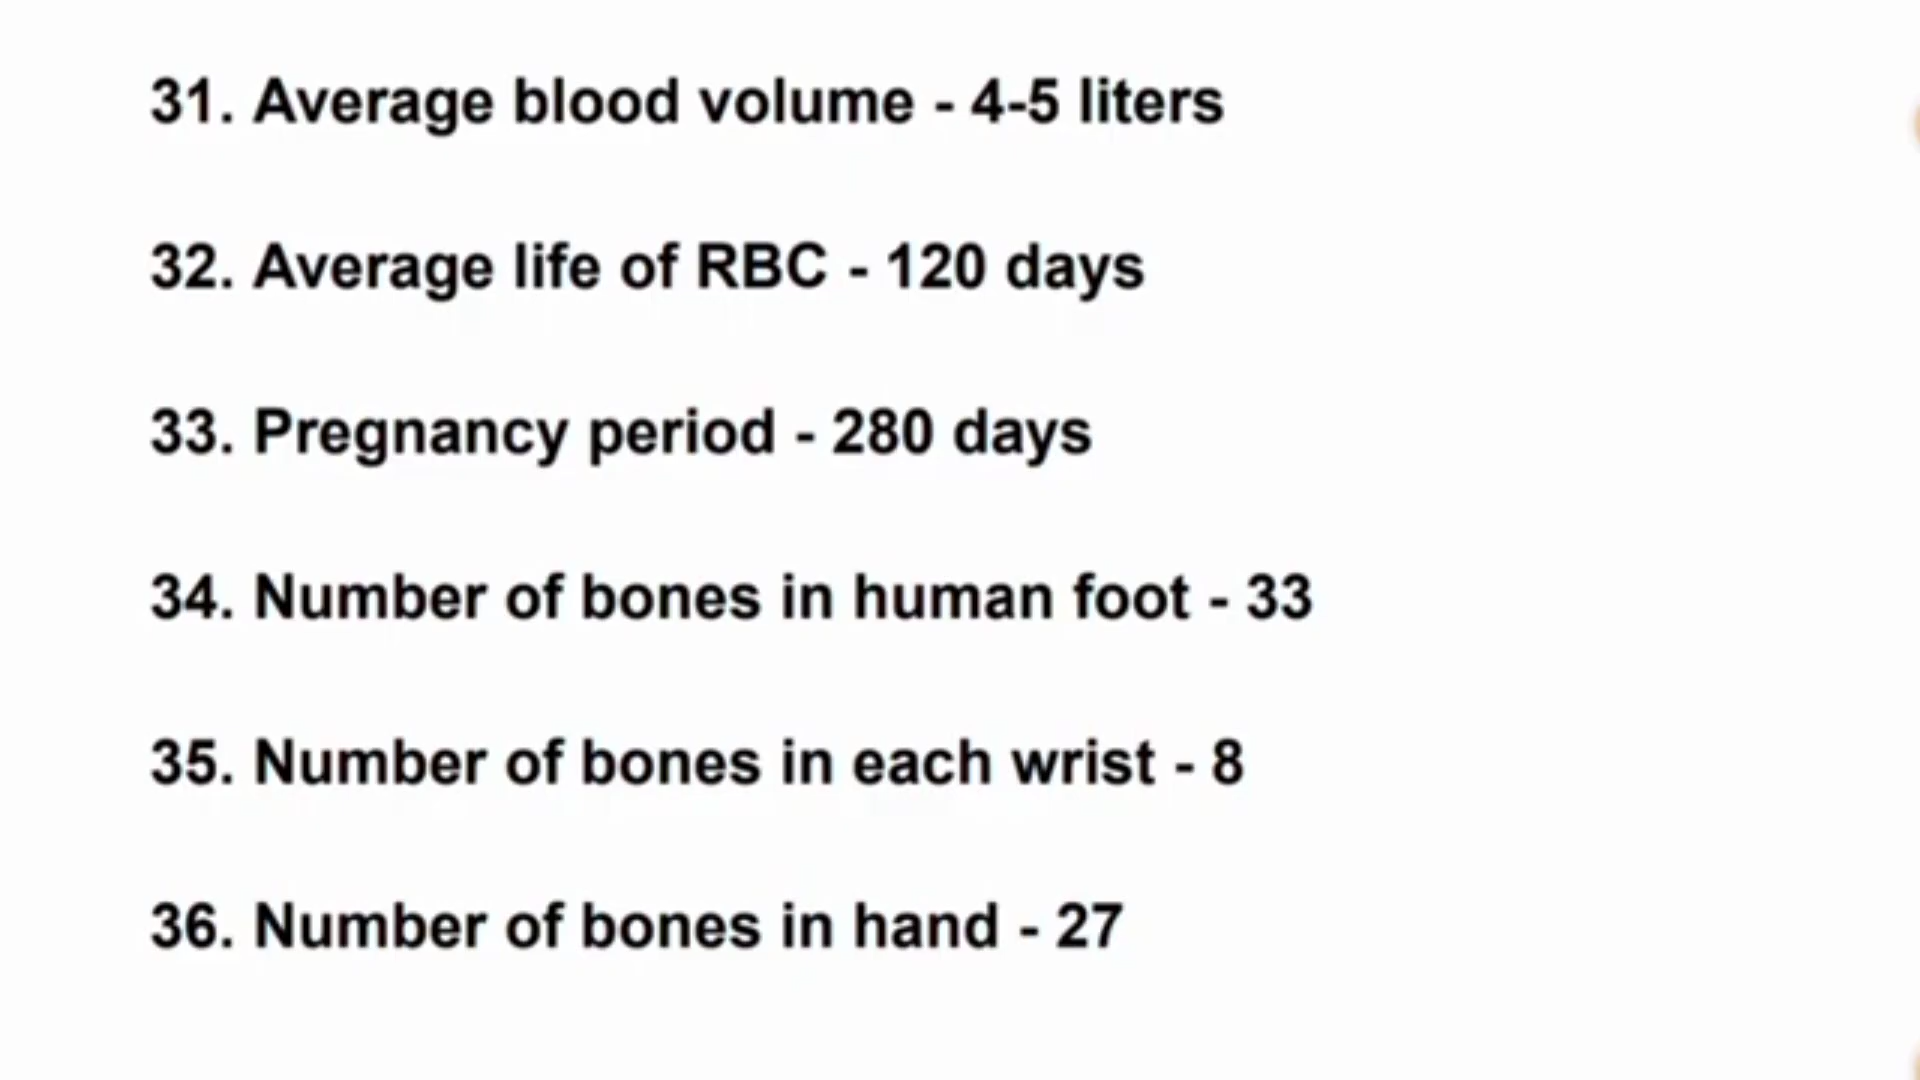 31. Average blood volume - 4-5 liters
32. Average life of RBC - 120 days
33. Pregnancy period - 280 days
34. Number of bones in human foot - 33
35. Number of bones in each wrist - 8
36. Number of bones in hand - 27